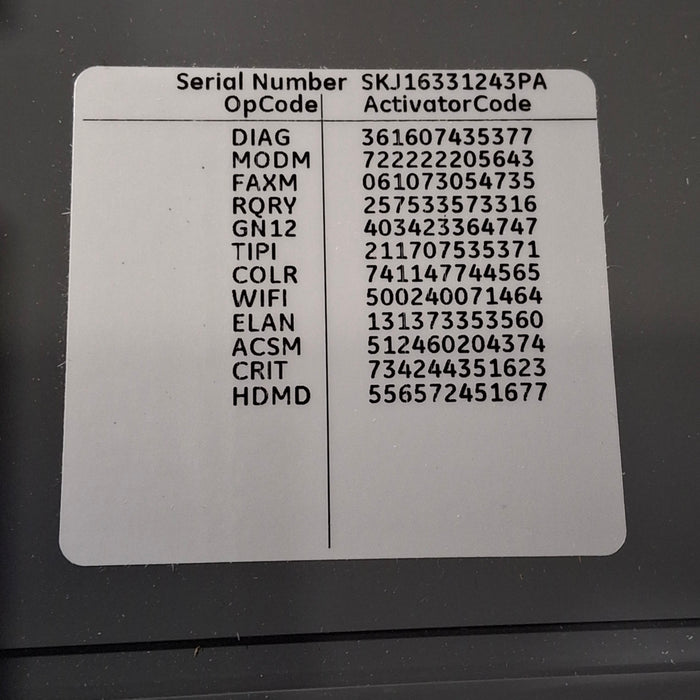 Serial Number SKJ16331243PA
OpCode ActivatorCode
DIAG 361607435377
MODM 722222205643
FAXM 061073054735
RQRY 257533573316
GN12 403423364747
TIPI 211707535371
COLR 741147744565
WIFI 500240071464
ELAN 131373353560
ACSM 512460204374
CRIT 734244351623
HDMD 556572451677